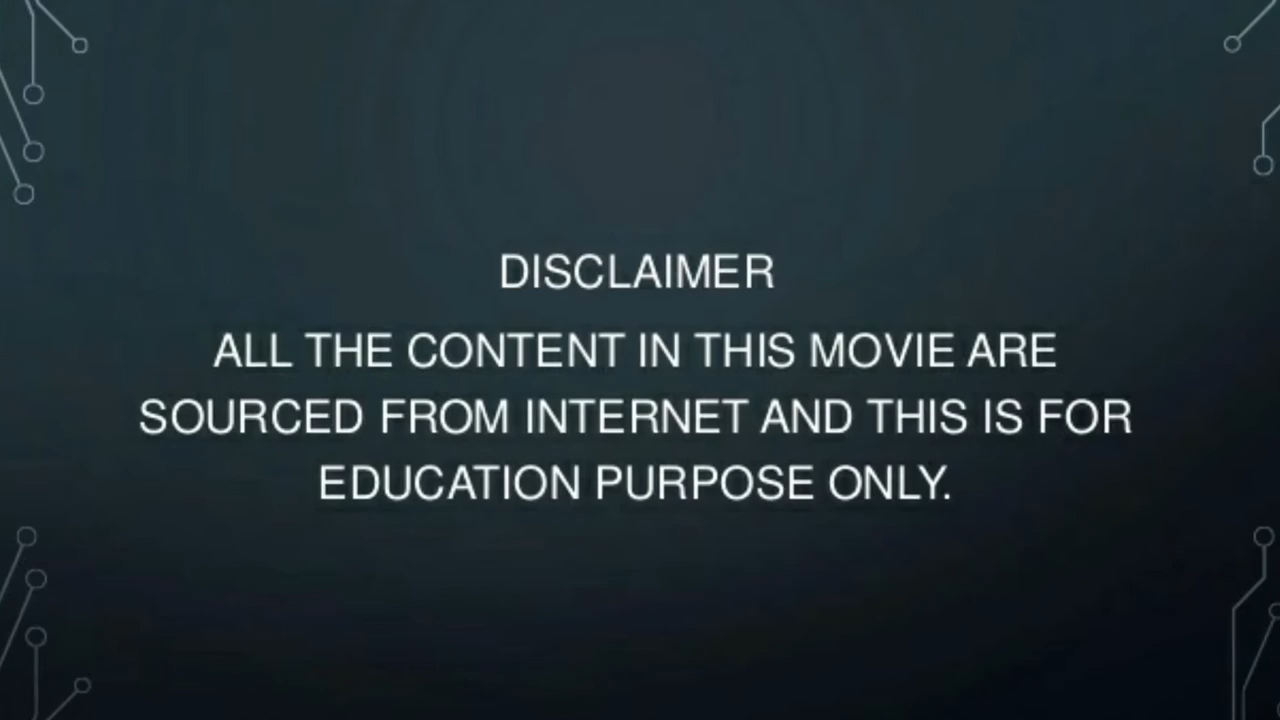 DISCLAIMER
ALL THE CONTENT IN THIS MOVIE ARE
SOURCED FROM INTERNET AND THIS IS FOR
EDUCATION PURPOSE ONLY.